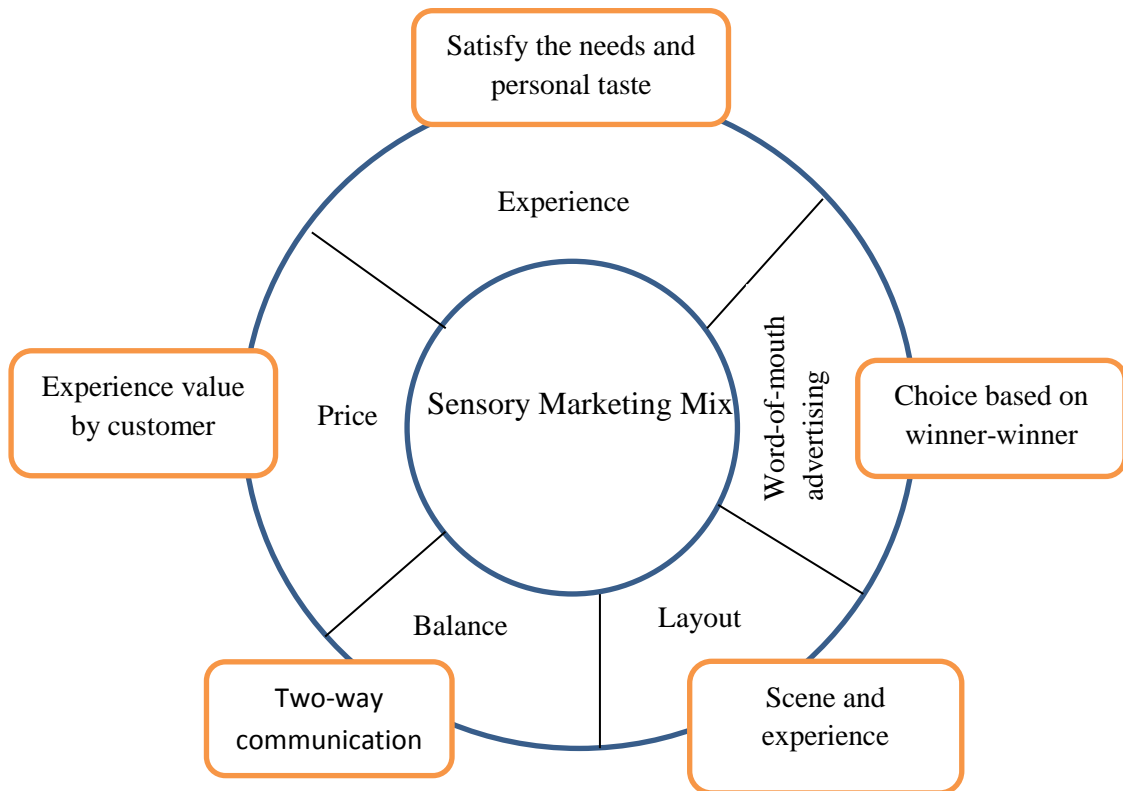 Satisfy the needs and
personal taste
Experience
Word-of-mouth
advertising
Choice based on
winner-winner
Experience value
by customer
Price
Sensory Marketing Mix
Balance
Layout
Two-way
communication
Scene and
experience